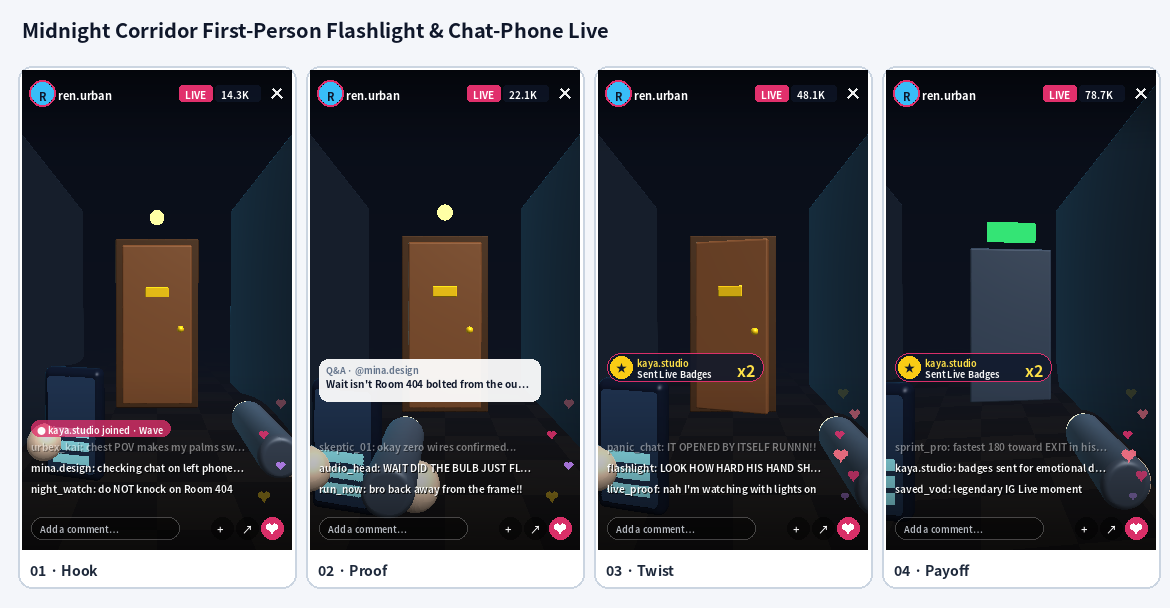 Midnight Corridor First-Person Flashlight & Chat-Phone Live
R ren.urban LIVE 14.3K ×
kaya.studio joined · Wave
chest POV makes my palms sw…
mina.design: checking chat on left phone…
night_watch: do NOT knock on Room 404
Add a comment… + ↗
01 · Hook
R ren.urban LIVE 22.1K ×
Q&A · @mina.design
Wait isn't Room 404 bolted from the ou…
skeptic_01: okay zero wires confirmed…
audio_head: WAIT DID THE BULB JUST FL…
run_now: bro back away from the frame!!
Add a comment… + ↗
02 · Proof
R ren.urban LIVE 48.1K ×
kaya.studio
Sent Live Badges x2
panic_chat: IT OPENED BY ITSELF RUNNN!!
flashlight: LOOK HOW HARD HIS HAND SH…
live_proof: nah I'm watching with lights on
Add a comment… + ↗
03 · Twist
R ren.urban LIVE 78.7K ×
kaya.studio
Sent Live Badges x2
sprint_pro: fastest 180 toward EXIT in his…
kaya.studio: badges sent for emotional d…
saved_vod: legendary IG Live moment
Add a comment… + ↗
04 · Payoff